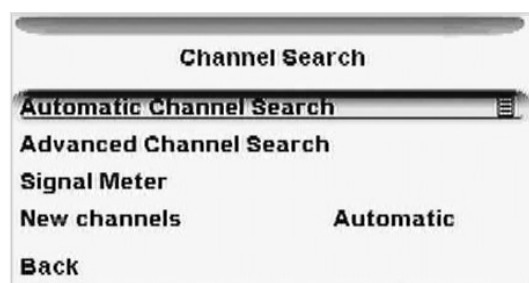 Channel Search
Automatic Channel Search
Advanced Channel Search
Signal Meter
New channels Automatic
Back